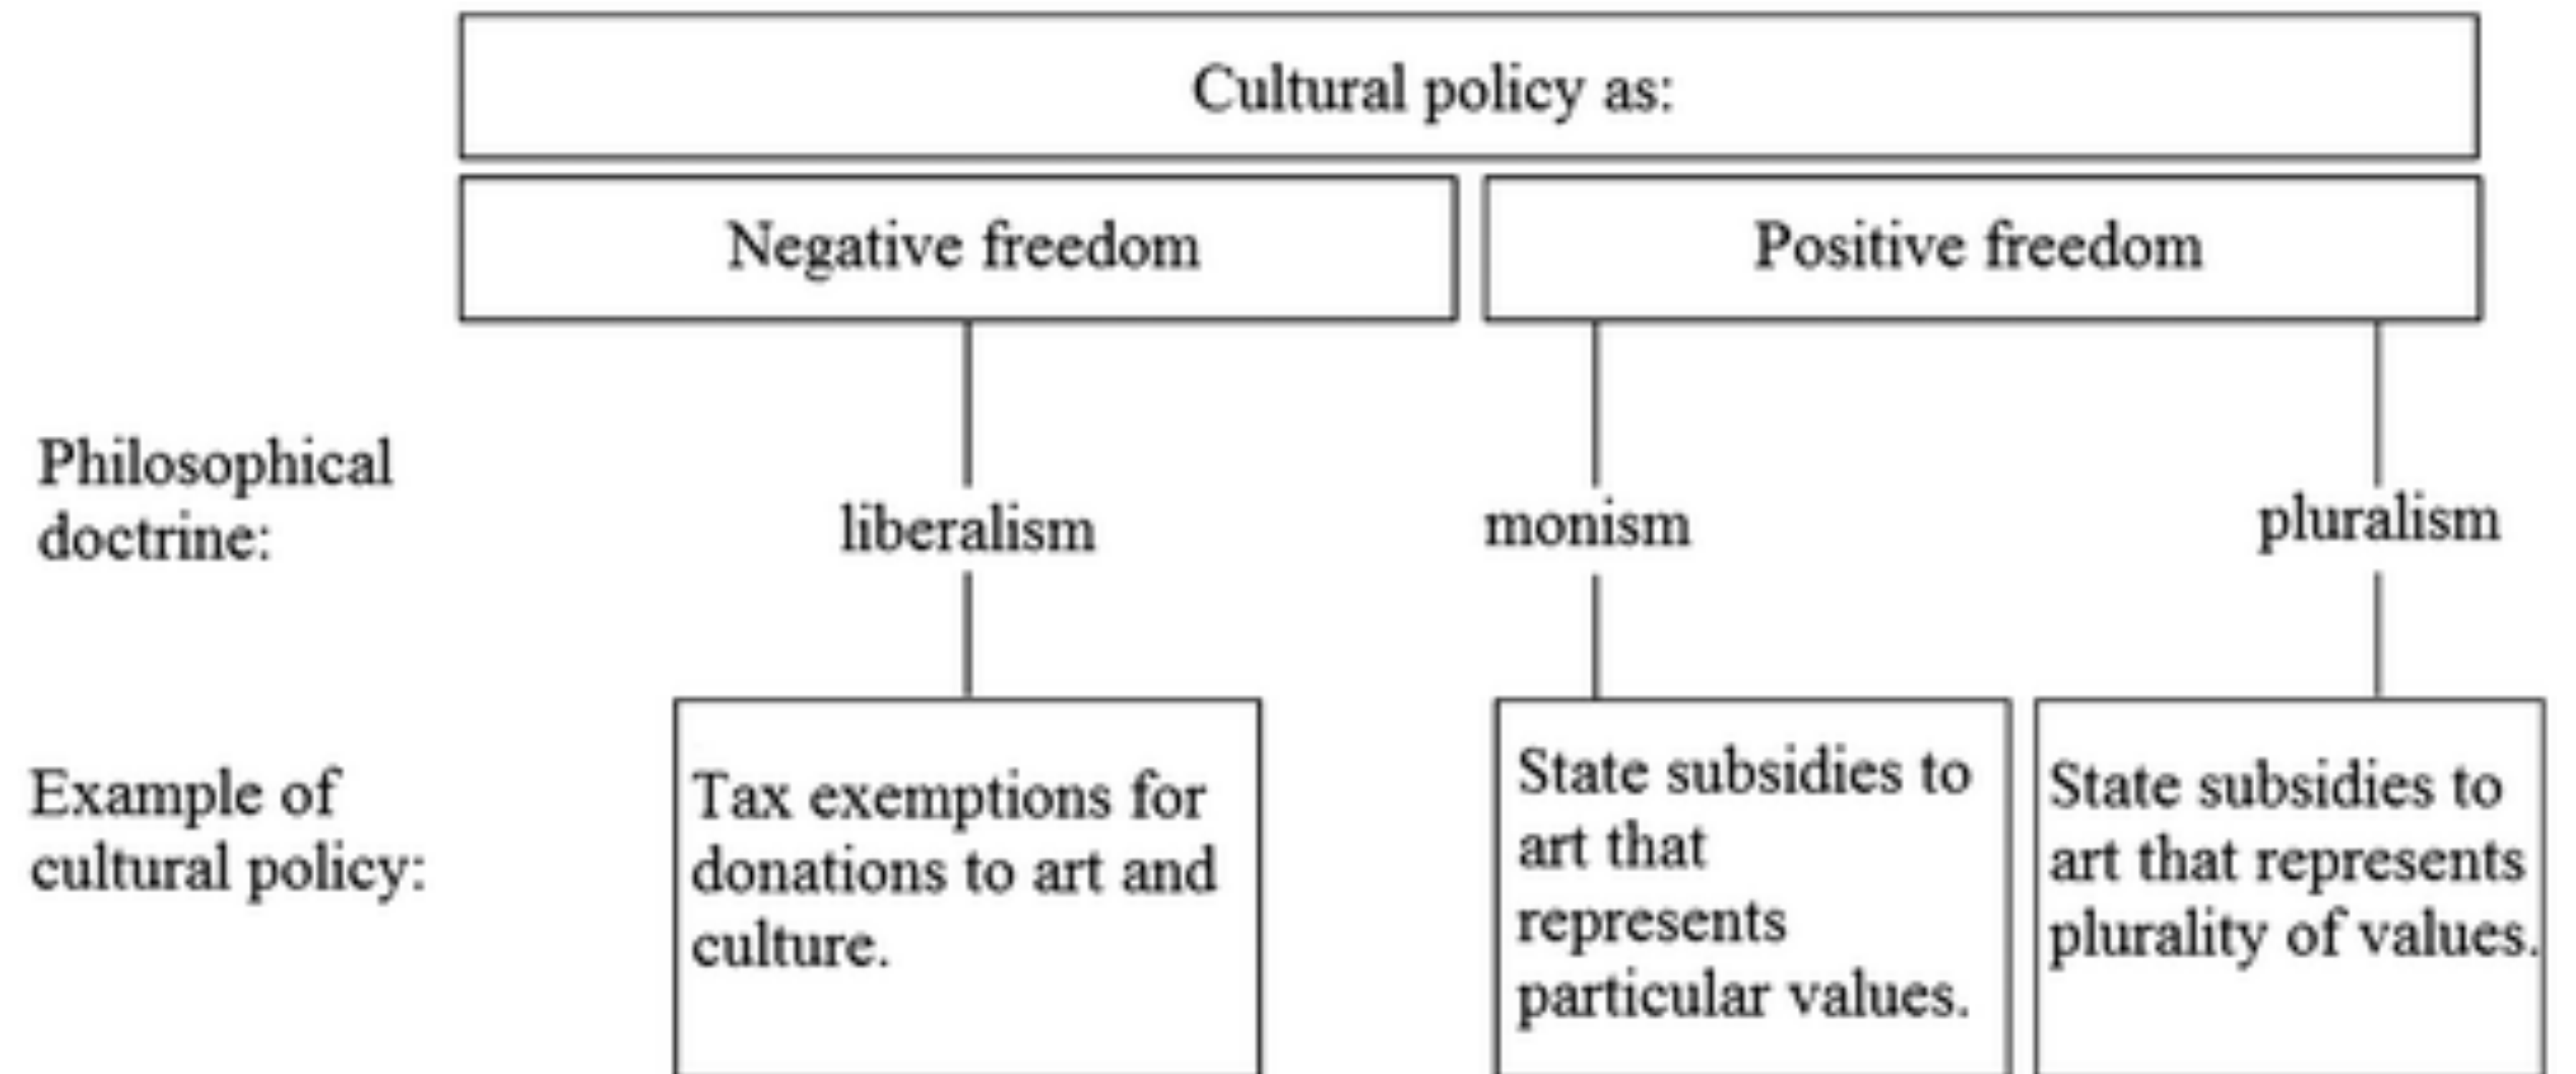 Cultural policy as:
Negative freedom
Positive freedom
Philosophical
doctrine:
liberalism
monism
pluralism
Example of
cultural policy:
Tax exemptions for
donations to art and
culture.
State subsidies to
art that
represents
particular values.
State subsidies to
art that represents
plurality of values.